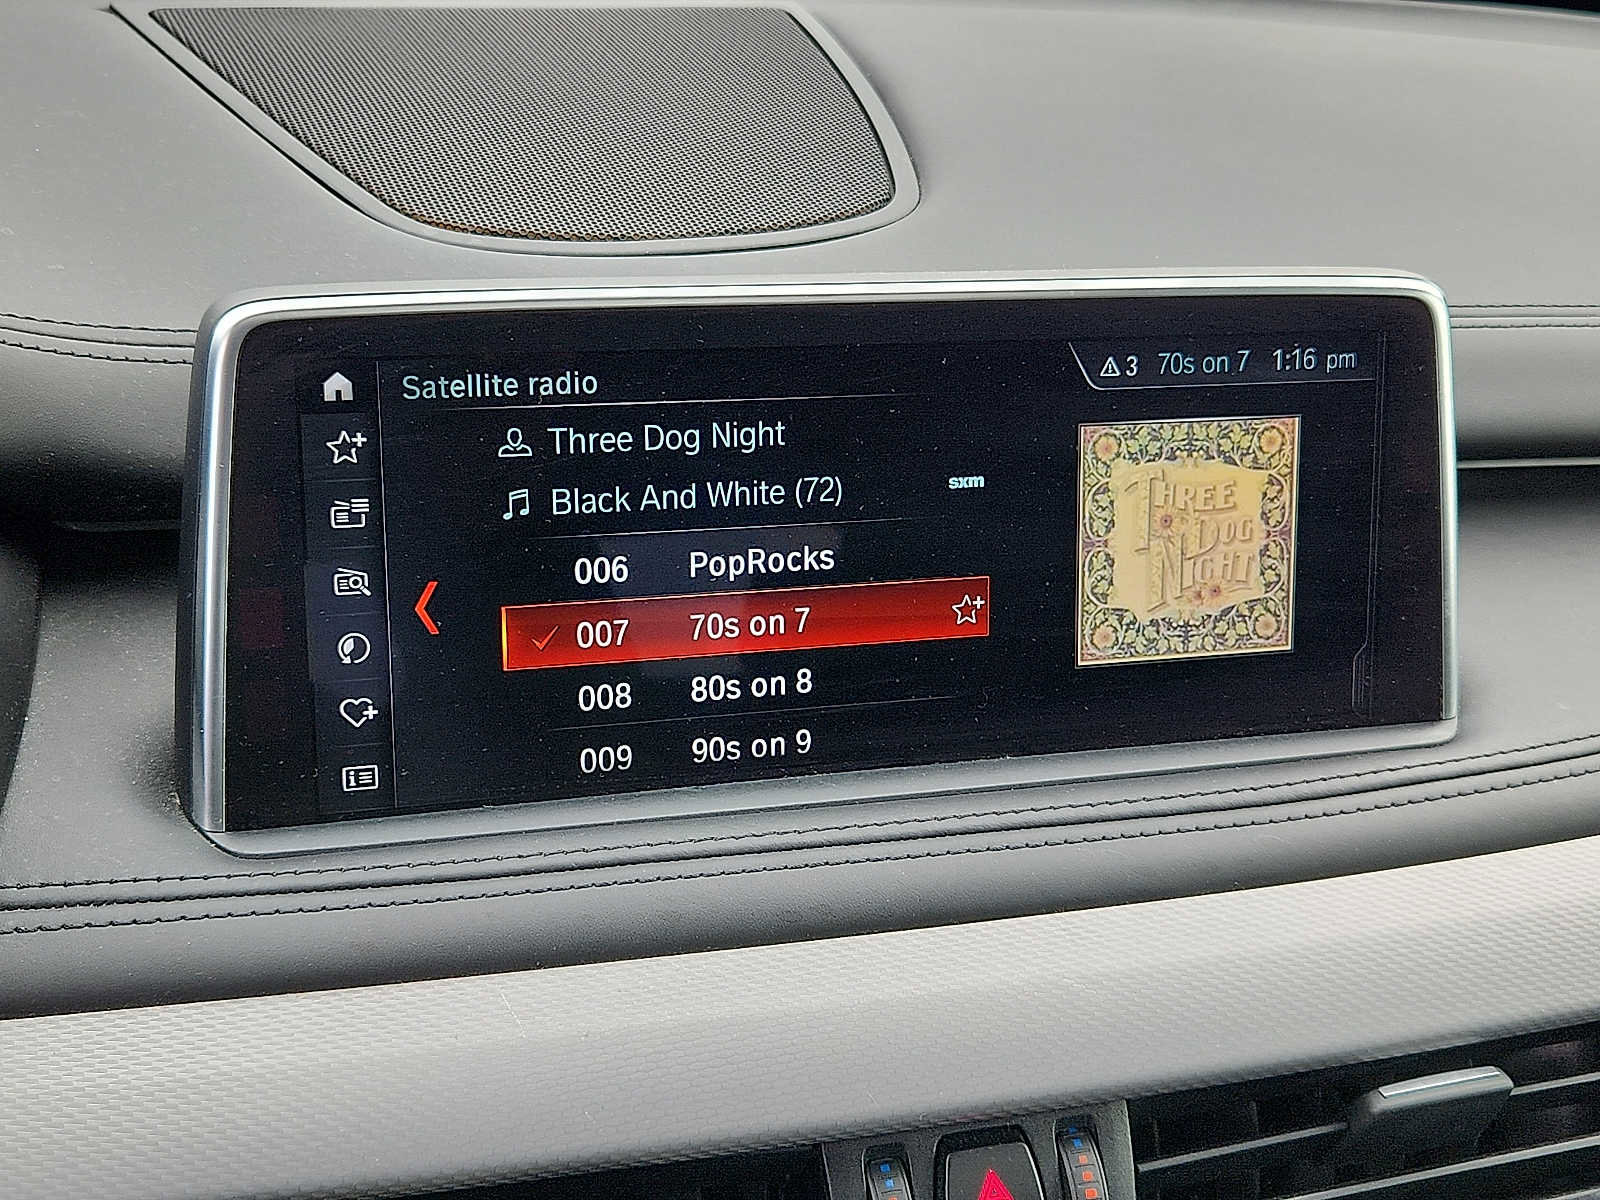 Satellite radio
3 70s on 7 1:16 pm
Three Dog Night
Black And White (72)
sxm
006 PopRocks
007 70s on 7
008 80s on 8
009 90s on 9
THREE
DOG
NIGHT